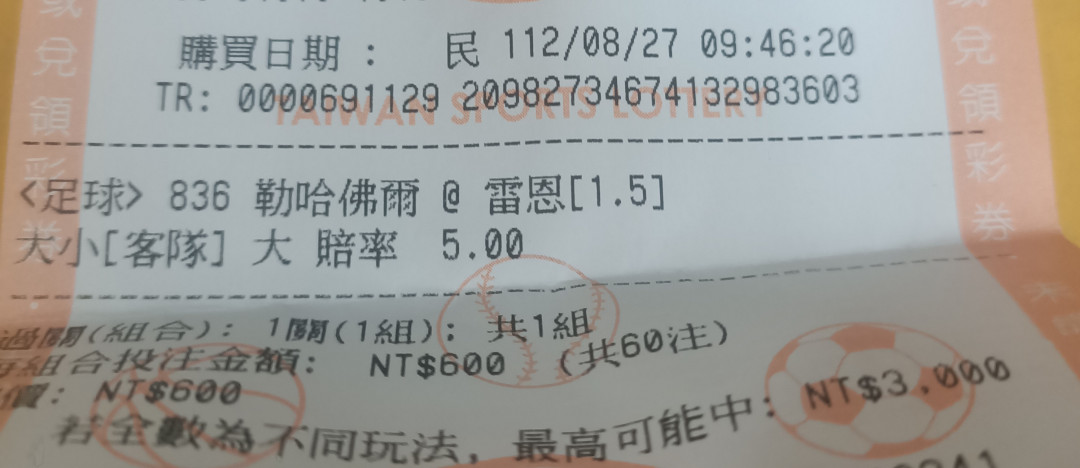 購買日期： 民 112/08/27 09:46:20
TR: 0000691129 209827346741329836​03
TAIWAN SPORTS LOTTERY
<足球> 836 勒哈佛爾 @ 雷恩[1.5]
大小[客隊] 大 賠率 5.00
過關(組合): 1關(1組): 共1組
每組合投注金額: NT$600 (共60注)
價: NT$600
若全數為不同玩法, 最高可能中: NT$3,000
兌領彩券
兌領彩券